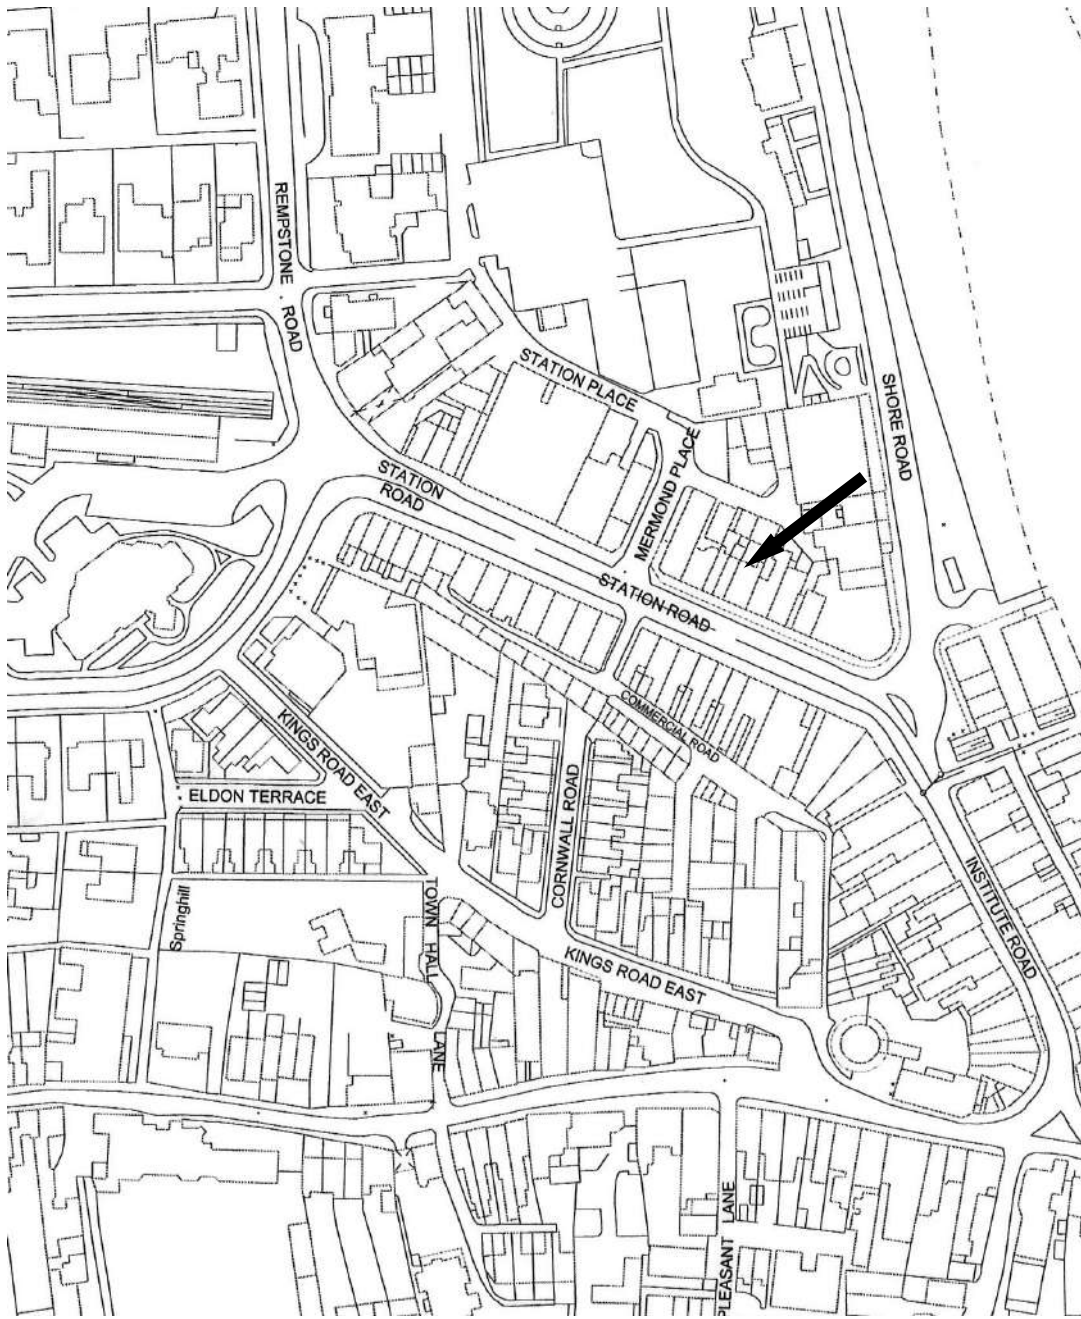 REMPSTONE
ROAD
STATION PLACE
SHORE ROAD
STATION
ROAD
MERMOND PLACE
STATION ROAD
COMMERCIAL ROAD
KINGS ROAD EAST
ELDON TERRACE
CORNWALL ROAD
INSTITUTE ROAD
Springhill
TOWN HALL LANE
KINGS ROAD EAST
PLEASANT LANE